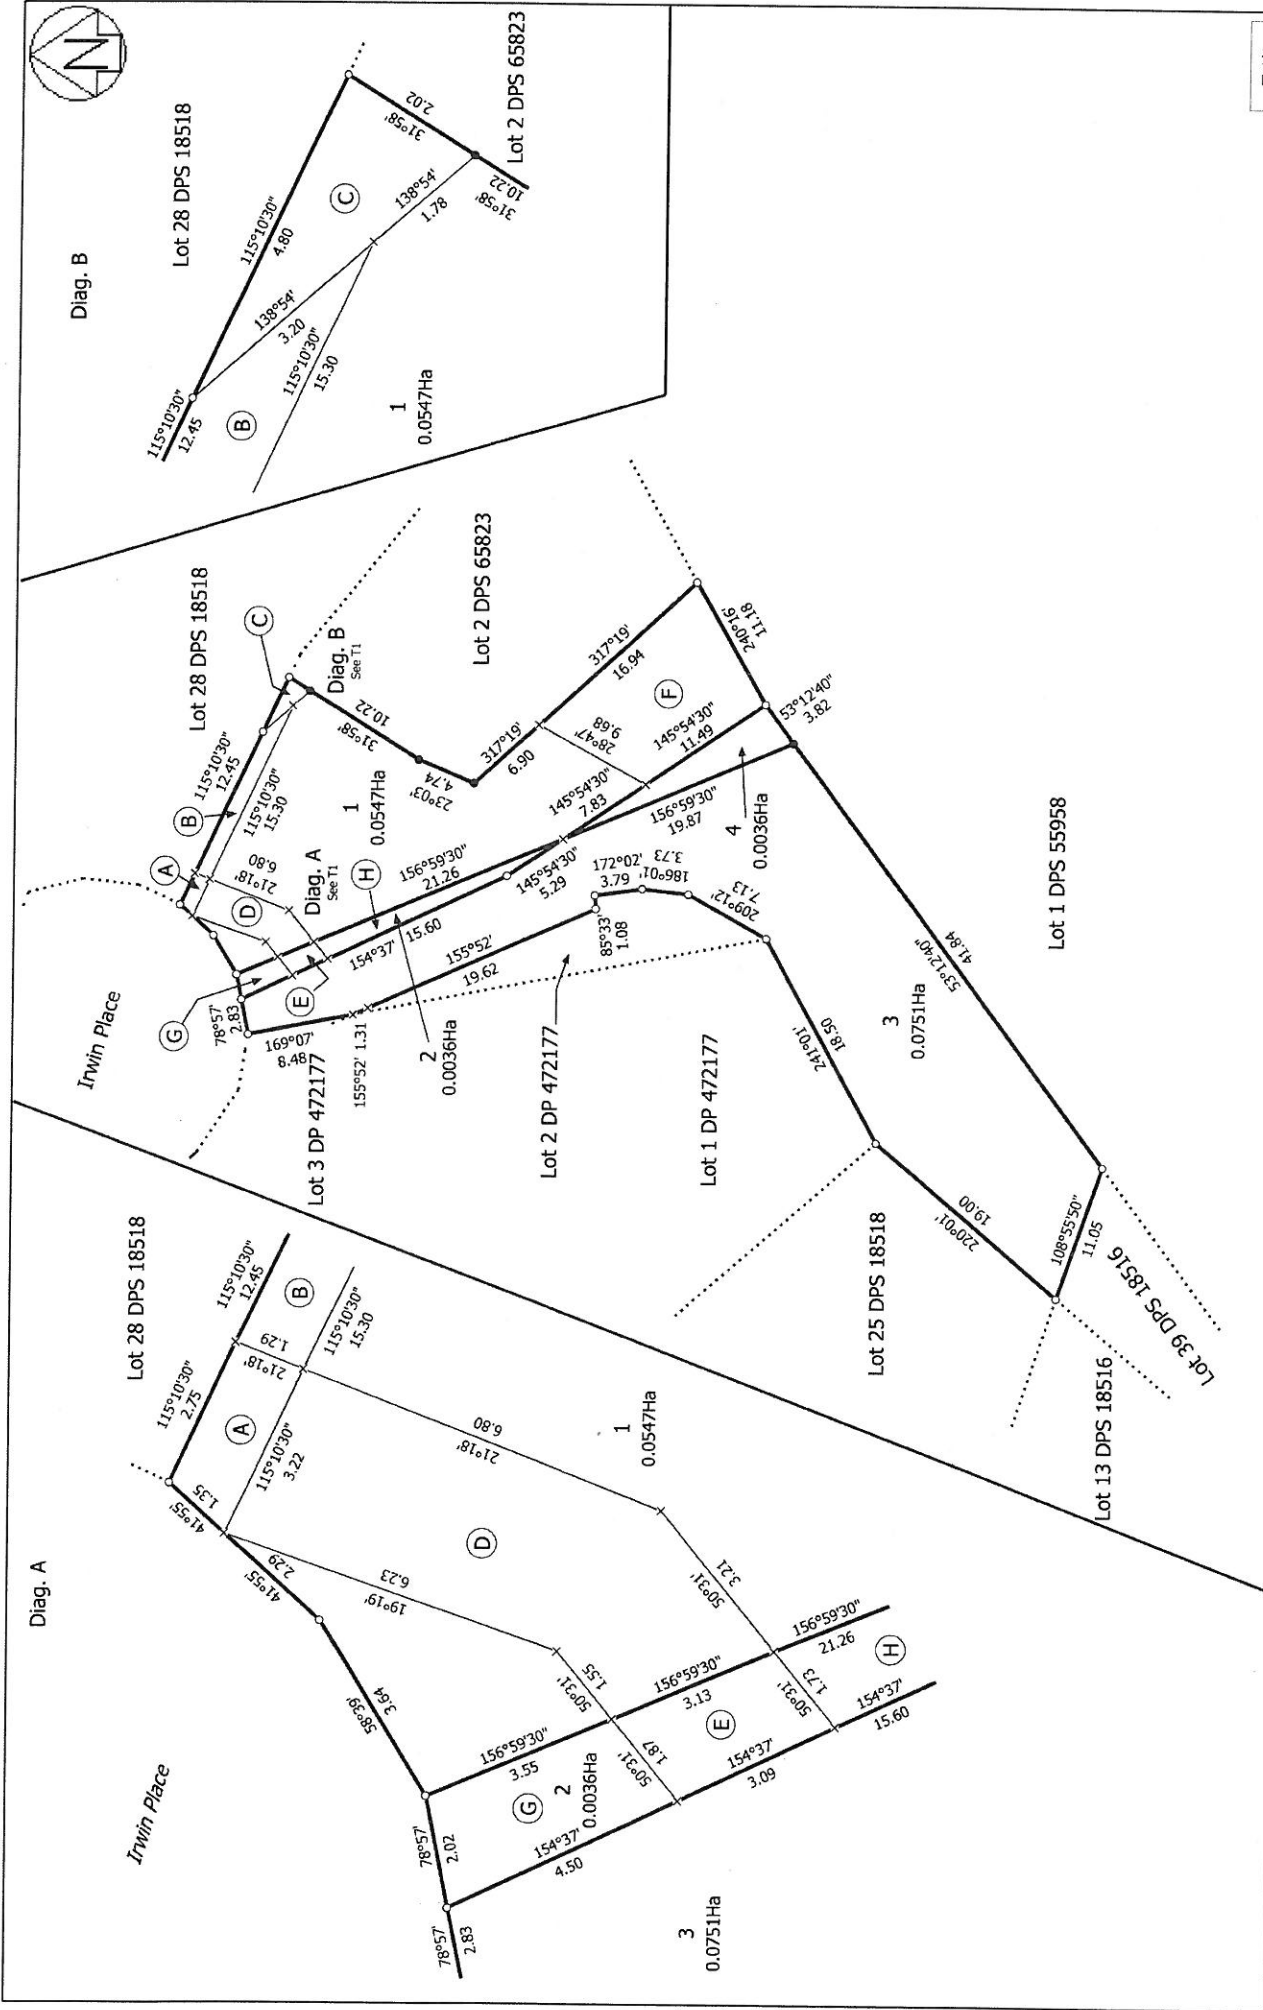 Diag. A
Irwin Place
Lot 28 DPS 18518
115°10'30"
2.75
115°10'30"
12.45
41°55'
1.35
A
21°18'
1.29
B
115°10'30"
3.22
115°10'30"
15.30
41°55'
2.29
19°19'
6.23
D
21°18'
6.80
1
0.0547Ha
58°39'
3.64
50°31'
3.21
50°31'
1.55
78°57'
2.02
156°59'30"
3.55
156°59'30"
3.13
156°59'30"
21.26
78°57'
2.83
G
2
0.0036Ha
50°31'
1.87
E
50°31'
1.73
H
154°37'
4.50
154°37'
3.09
154°37'
15.60
3
0.0751Ha
Irwin Place
Lot 28 DPS 18518
A
B
C
115°10'30"
12.45
115°10'30"
15.30
21°18'
6.80
D
Diag. A
See T1
Diag. B
See T1
G
E
H
78°57'
2.83
169°07'
8.48
155°52' 1.31
Lot 3 DP 472177
154°37'
15.60
156°59'30"
21.26
1
0.0547Ha
31°58'
10.22
23°03'
4.74
Lot 2 DPS 65823
317°19'
6.90
317°19'
16.94
2
0.0036Ha
155°52'
19.62
145°54'30"
5.29
145°54'30"
7.83
28°47'
9.68
F
145°54'30"
11.49
240°16'
11.18
Lot 2 DP 472177
85°33'
1.08
172°02'
3.79
186°01'
3.73
209°12'
7.13
156°59'30"
19.87
4
0.0036Ha
53°12'40"
3.82
Lot 1 DP 472177
241°01'
18.50
3
0.0751Ha
53°12'40"
41.84
Lot 1 DPS 55958
Lot 25 DPS 18518
220°01'
19.00
108°55'50"
11.05
Lot 39 DPS 18516
Lot 13 DPS 18516
Diag. B
N
Lot 28 DPS 18518
115°10'30"
12.45
115°10'30"
4.80
B
138°54'
3.20
115°10'30"
15.30
C
31°58'
2.02
138°54'
1.78
31°58'
10.22
Lot 2 DPS 65823
1
0.0547Ha